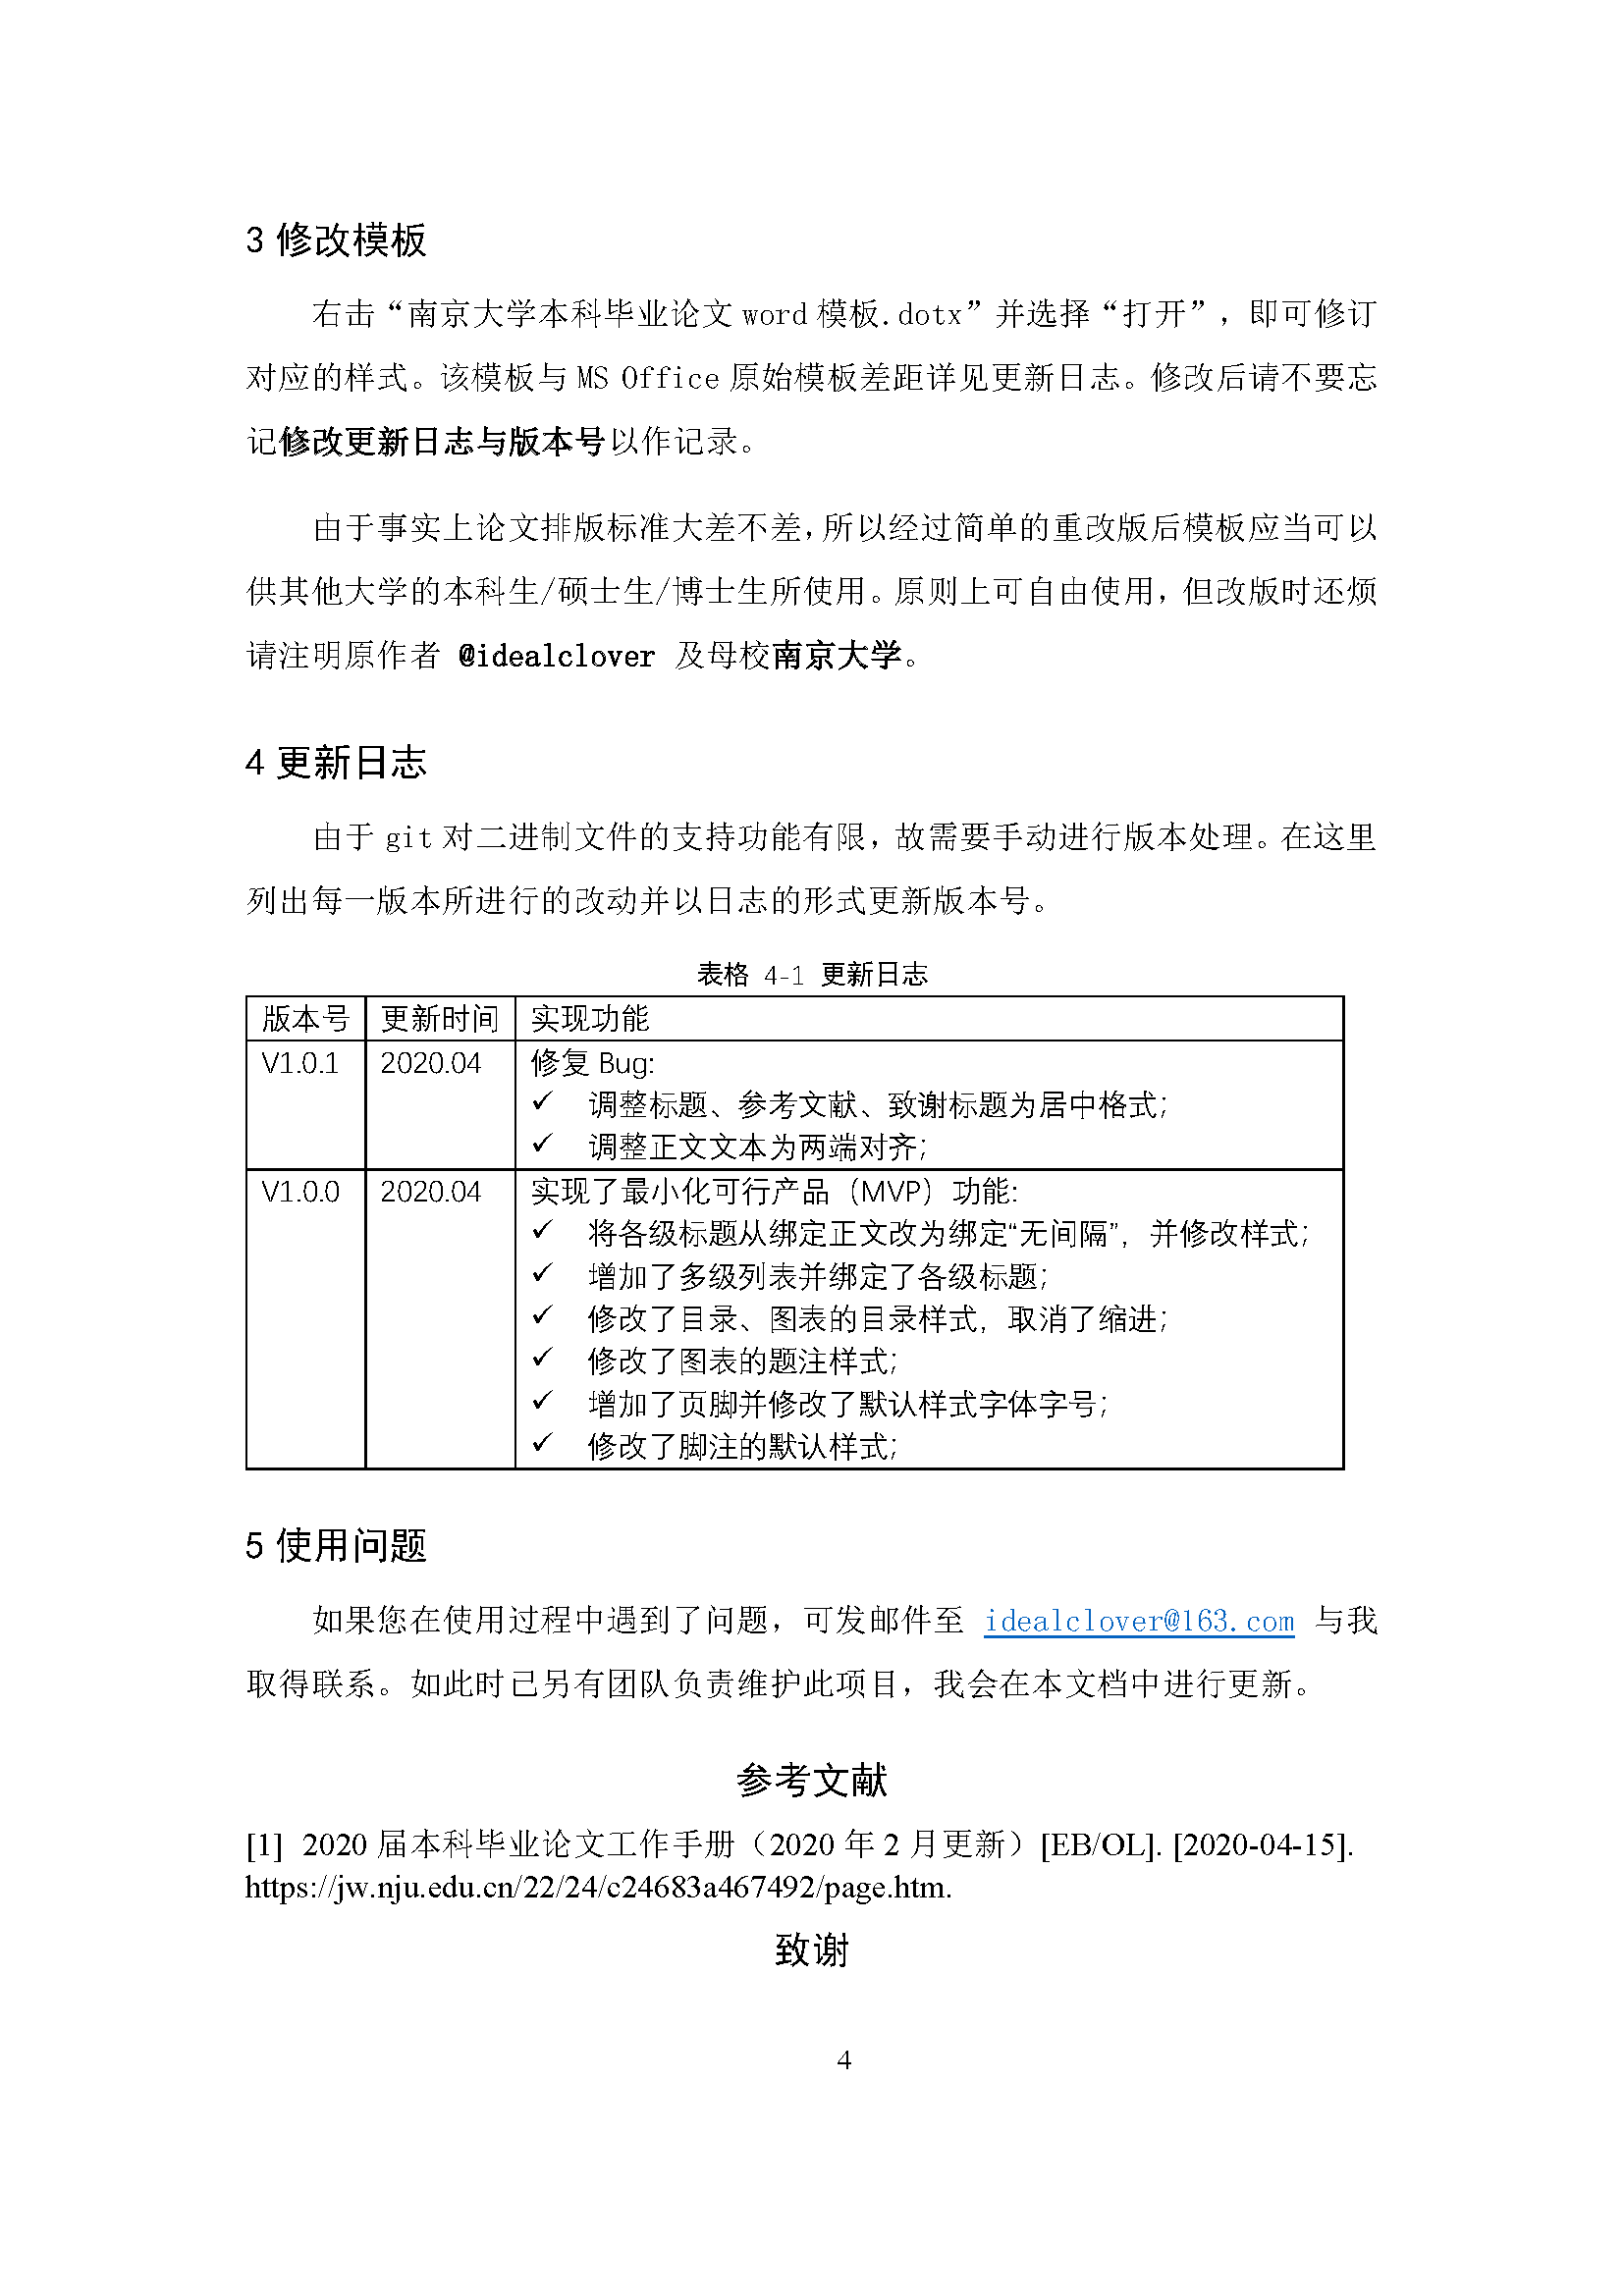 3 修改模板
右击“南京大学本科毕业论文 word 模板.dotx”并选择“打开”，即可修订
对应的样式。该模板与 MS Office 原始模板差距详见更新日志。修改后请不要忘
记修改更新日志与版本号以作记录。
由于事实上论文排版标准大差不差，所以经过简单的重改版后模板应当可以
供其他大学的本科生/硕士生/博士生所使用。原则上可自由使用，但改版时还烦
请注明原作者 @idealclover 及母校南京大学。
4 更新日志
由于 git 对二进制文件的支持功能有限，故需要手动进行版本处理。在这里
列出每一版本所进行的改动并以日志的形式更新版本号。
表格 4-1 更新日志
版本号 更新时间 实现功能
V1.0.1 2020.04 修复 Bug:
✓ 调整标题、参考文献、致谢标题为居中格式；
✓ 调整正文文本为两端对齐；
V1.0.0 2020.04 实现了最小化可行产品（MVP）功能:
✓ 将各级标题从绑定正文改为绑定“无间隔”，并修改样式；
✓ 增加了多级列表并绑定了各级标题；
✓ 修改了目录、图表的目录样式，取消了缩进；
✓ 修改了图表的题注样式；
✓ 增加了页脚并修改了默认样式字体字号；
✓ 修改了脚注的默认样式；
5 使用问题
如果您在使用过程中遇到了问题，可发邮件至 idealclover@163.com 与我
取得联系。如此时已另有团队负责维护此项目，我会在本文档中进行更新。
参考文献
[1] 2020 届本科毕业论文工作手册（2020 年 2 月更新）[EB/OL]. [2020-04-15].
https://jw.nju.edu.cn/22/24/c24683a467492/page.htm.
致谢
4